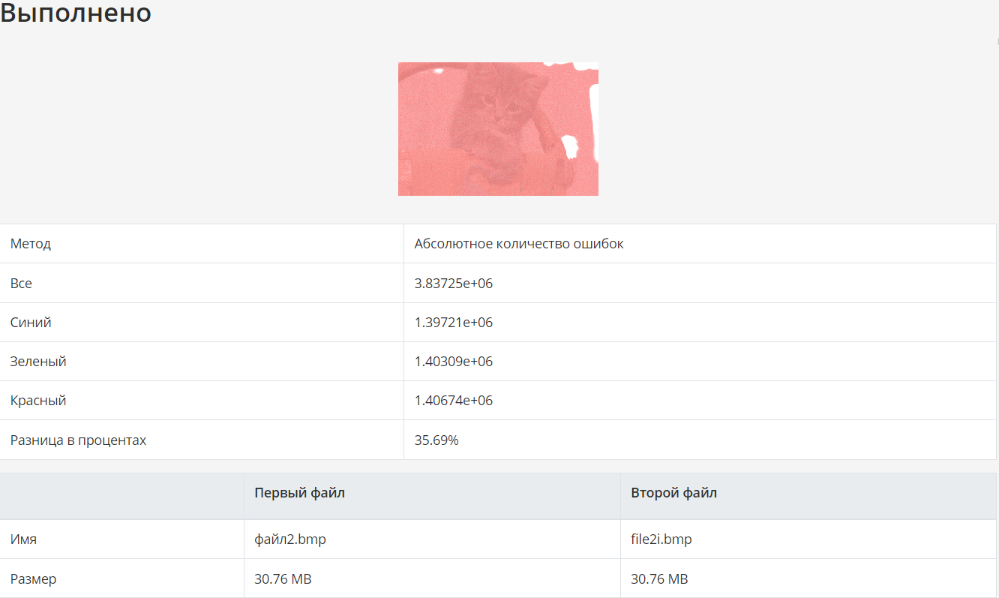 Выполнено
Метод Абсолютное количество ошибок
Все 3.83725e+06
Синий 1.39721e+06
Зеленый 1.40309e+06
Красный 1.40674e+06
Разница в процентах 35.69%
Первый файл Второй файл
Имя файл2.bmp file2i.bmp
Размер 30.76 MB 30.76 MB